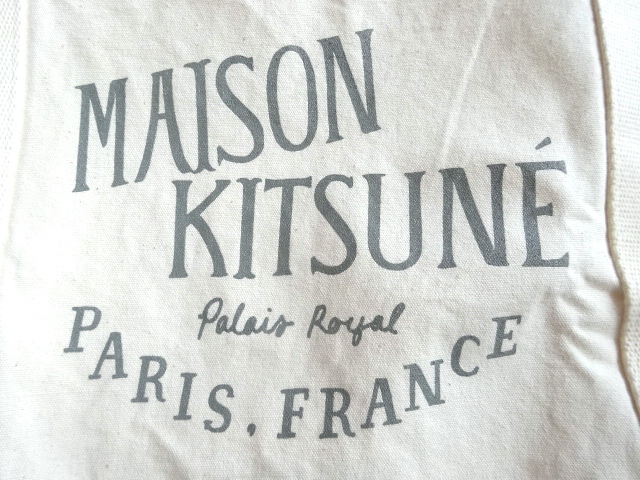 MAISON
KITSUNÉ
Palais Royal
PARIS, FRANCE